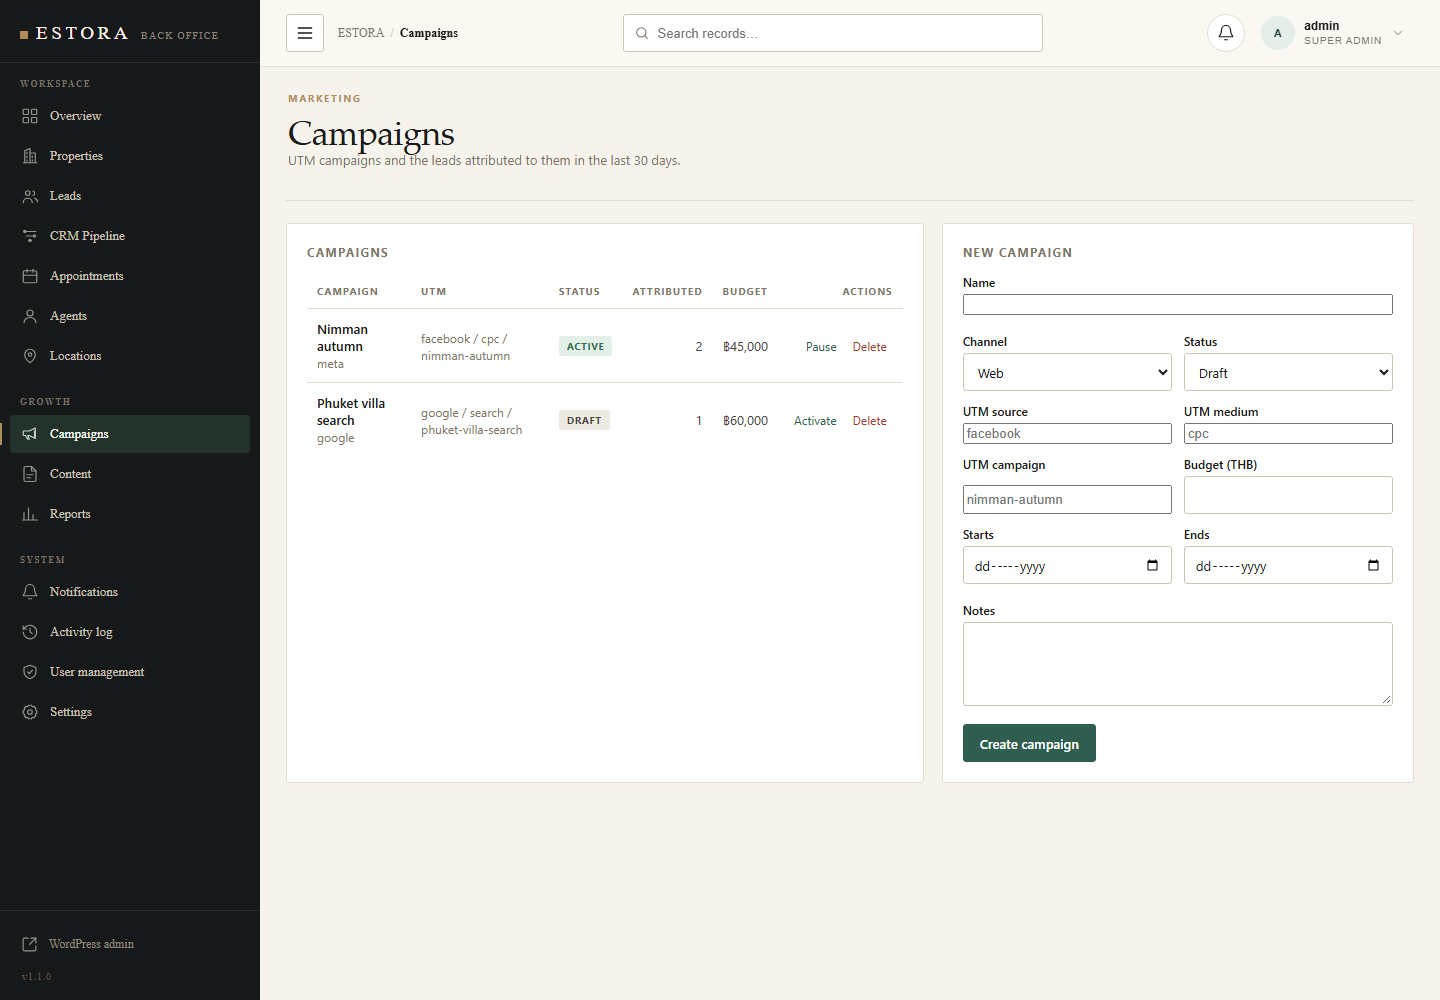 ESTORA BACK OFFICE
WORKSPACE
Overview
Properties
Leads
CRM Pipeline
Appointments
Agents
Locations
GROWTH
Campaigns
Content
Reports
SYSTEM
Notifications
Activity log
User management
Settings
WordPress admin
v1.1.0
ESTORA / Campaigns
Search records…
A
admin
SUPER ADMIN
MARKETING
Campaigns
UTM campaigns and the leads attributed to them in the last 30 days.
CAMPAIGNS
CAMPAIGN UTM STATUS ATTRIBUTED BUDGET ACTIONS
Nimman autumn
meta
facebook / cpc /
nimman-autumn
ACTIVE
2
฿45,000
Pause Delete
Phuket villa search
google
google / search /
phuket-villa-search
DRAFT
1
฿60,000
Activate Delete
NEW CAMPAIGN
Name
Channel Status
Web Draft
UTM source UTM medium
facebook cpc
UTM campaign Budget (THB)
nimman-autumn
Starts Ends
dd-----yyyy dd-----yyyy
Notes
Create campaign